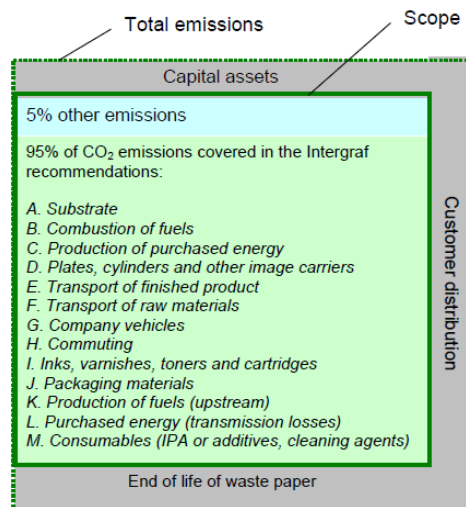 Total emissions
Scope
Capital assets
5% other emissions
95% of CO₂ emissions covered in the Intergraf
recommendations:
A. Substrate
B. Combustion of fuels
C. Production of purchased energy
D. Plates, cylinders and other image carriers
E. Transport of finished product
F. Transport of raw materials
G. Company vehicles
H. Commuting
I. Inks, varnishes, toners and cartridges
J. Packaging materials
K. Production of fuels (upstream)
L. Purchased energy (transmission losses)
M. Consumables (IPA or additives, cleaning agents)
Customer distribution
End of life of waste paper